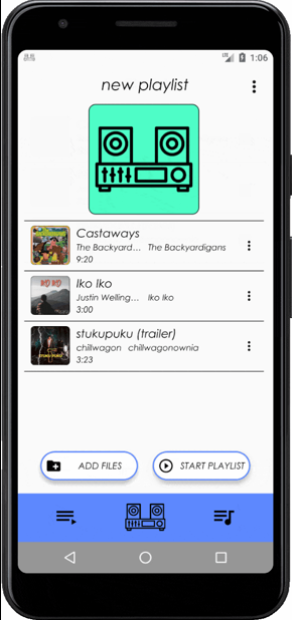 1:06
new playlist
Castaways
The Backyard... The Backyardigans
9:20
Iko Iko
Justin Welling... Iko Iko
3:00
stukupuku (trailer)
chillwagon chillwagonownia
3:23
ADD FILES
START PLAYLIST